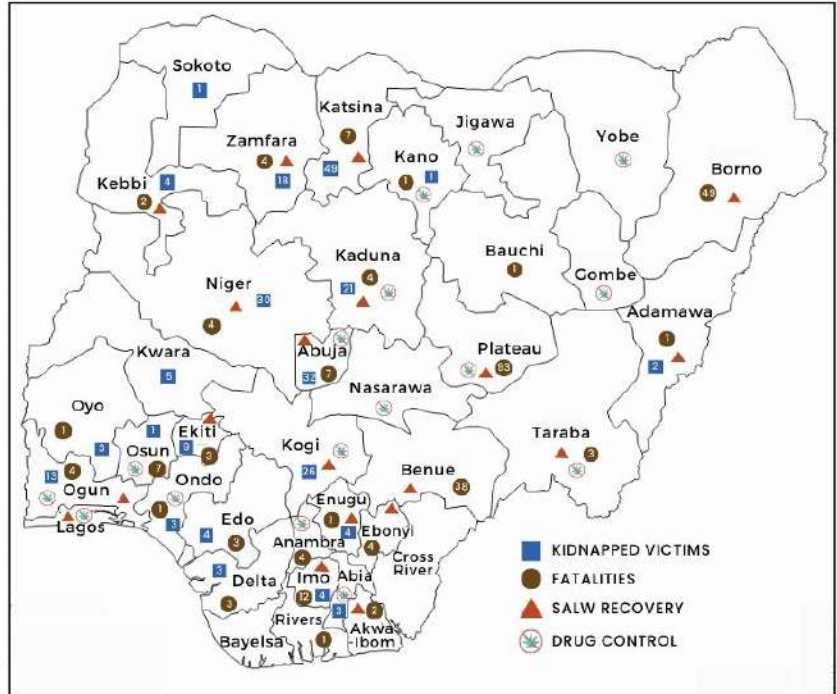 Sokoto
1
Katsina
7
49
Zamfara
4
18
Kano
1
1
Jigawa
Yobe
Borno
49
Kebbi
4
2
Niger
30
4
Kaduna
4
21
Bauchi
1
Gombe
Adamawa
1
2
Kwara
5
Abuja
32
7
Plateau
93
Nasarawa
Oyo
1
3
Osun
1
7
Ekiti
9
3
Kogi
26
Benue
38
Taraba
3
Ogun
13
4
Lagos
Ondo
1
3
Edo
4
3
Enugu
1
4
Ebonyi
4
Anambra
4
Cross
River
Delta
3
3
Imo
4
12
Abia
3
Rivers
1
Akwa
-Ibom
2
Bayelsa
KIDNAPPED VICTIMS
FATALITIES
SALW RECOVERY
DRUG CONTROL